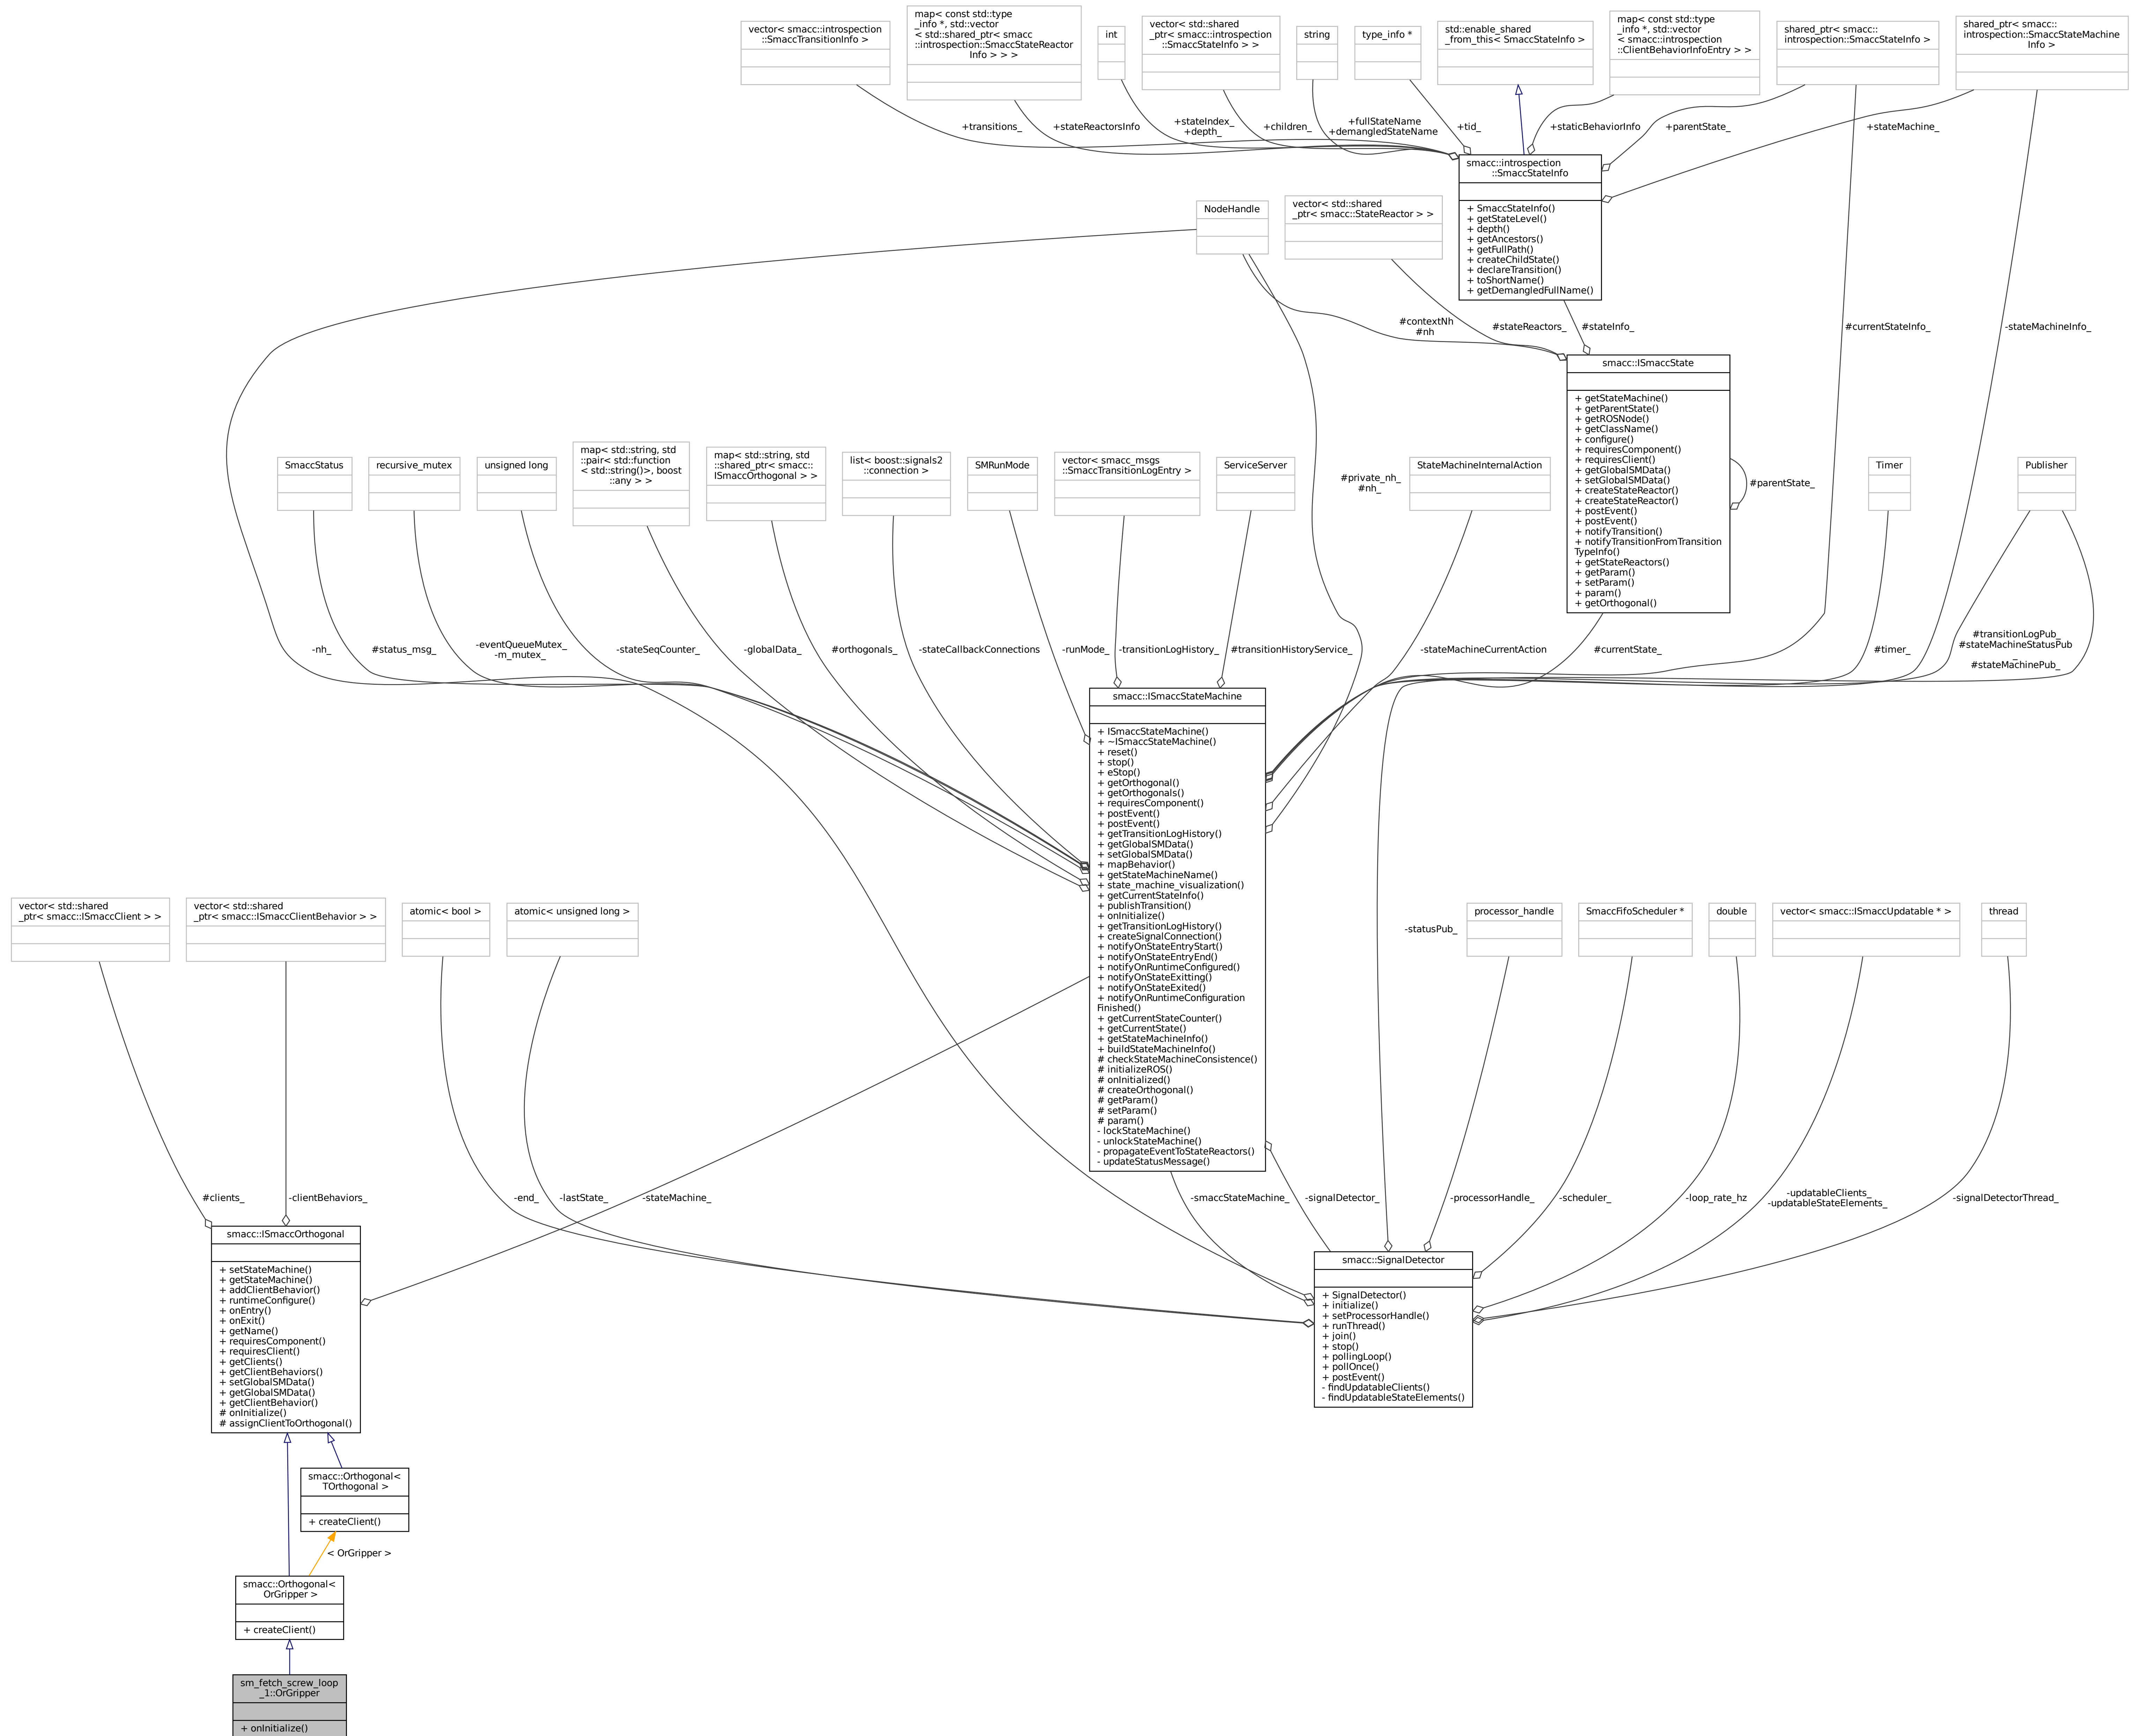 vector< smacc::introspection
::SmaccTransitionInfo >
map< const std::type
_info *, std::vector
< std::shared_ptr< smacc
::introspection::SmaccStateReactor
Info > > >
int
vector< std::shared
_ptr< smacc::introspection
::SmaccStateInfo > >
string
type_info *
std::enable_shared
_from_this< SmaccStateInfo >
map< const std::type
_info *, std::vector
< smacc::introspection
::ClientBehaviorInfoEntry > >
shared_ptr< smacc::
introspection::SmaccStateInfo >
shared_ptr< smacc::
introspection::SmaccStateMachine
Info >
+transitions_
+stateReactorsInfo
+stateIndex_
+depth_
+children_
+fullStateName
+demangledStateName
+tid_
+staticBehaviorInfo
+parentState_
+stateMachine_
smacc::introspection
::SmaccStateInfo
+ SmaccStateInfo()
+ getStateLevel()
+ depth()
+ getAncestors()
+ getFullPath()
+ createChildState()
+ declareTransition()
+ toShortName()
+ getDemangledFullName()
NodeHandle
vector< std::shared
_ptr< smacc::StateReactor > >
#contextNh
#nh
#stateReactors_
#stateInfo_
#currentStateInfo_
-stateMachineInfo_
smacc::ISmaccState
+ getStateMachine()
+ getParentState()
+ getROSNode()
+ getClassName()
+ configure()
+ requiresComponent()
+ requiresClient()
+ getGlobalSMData()
+ setGlobalSMData()
+ createStateReactor()
+ createStateReactor()
+ postEvent()
+ postEvent()
+ notifyTransition()
+ notifyTransitionFromTransition
TypeInfo()
+ getStateReactors()
+ getParam()
+ setParam()
+ param()
+ getOrthogonal()
#parentState_
SmaccStatus
recursive_mutex
unsigned long
map< std::string, std
::pair< std::function
< std::string()>, boost
::any > >
map< std::string, std
::shared_ptr< smacc::
ISmaccOrthogonal > >
list< boost::signals2
::connection >
SMRunMode
vector< smacc_msgs
::SmaccTransitionLogEntry >
ServiceServer
#private_nh_
#nh_
StateMachineInternalAction
Timer
Publisher
-nh_
#status_msg_
-eventQueueMutex_
-m_mutex_
-stateSeqCounter_
-globalData_
#orthogonals_
-stateCallbackConnections
-runMode_
-transitionLogHistory_
#transitionHistoryService_
-stateMachineCurrentAction
#currentState_
#timer_
#transitionLogPub_
#stateMachineStatusPub
_
#stateMachinePub_
smacc::ISmaccStateMachine
+ ISmaccStateMachine()
+ ~ISmaccStateMachine()
+ reset()
+ stop()
+ eStop()
+ getOrthogonal()
+ getOrthogonals()
+ requiresComponent()
+ postEvent()
+ postEvent()
+ getTransitionLogHistory()
+ getGlobalSMData()
+ setGlobalSMData()
+ mapBehavior()
+ getStateMachineName()
+ state_machine_visualization()
+ getCurrentStateInfo()
+ publishTransition()
+ onInitialize()
+ getTransitionLogHistory()
+ createSignalConnection()
+ notifyOnStateEntryStart()
+ notifyOnStateEntryEnd()
+ notifyOnRuntimeConfigured()
+ notifyOnStateExitting()
+ notifyOnStateExited()
+ notifyOnRuntimeConfiguration
Finished()
+ getCurrentStateCounter()
+ getCurrentState()
+ getStateMachineInfo()
+ buildStateMachineInfo()
# checkStateMachineConsistence()
# initializeROS()
# onInitialized()
# createOrthogonal()
# getParam()
# setParam()
# param()
- lockStateMachine()
- unlockStateMachine()
- propagateEventToStateReactors()
- updateStatusMessage()
vector< std::shared
_ptr< smacc::ISmaccClient > >
vector< std::shared
_ptr< smacc::ISmaccClientBehavior > >
atomic< bool >
atomic< unsigned long >
-statusPub_
processor_handle
SmaccFifoScheduler *
double
vector< smacc::ISmaccUpdatable * >
thread
#clients_
-clientBehaviors_
-end_
-lastState_
-stateMachine_
-smaccStateMachine_
-signalDetector_
-processorHandle_
-scheduler_
-loop_rate_hz
-updatableClients_
-updatableStateElements_
-signalDetectorThread_
smacc::ISmaccOrthogonal
+ setStateMachine()
+ getStateMachine()
+ addClientBehavior()
+ runtimeConfigure()
+ onEntry()
+ onExit()
+ getName()
+ requiresComponent()
+ requiresClient()
+ getClients()
+ getClientBehaviors()
+ setGlobalSMData()
+ getGlobalSMData()
+ getClientBehavior()
# onInitialize()
# assignClientToOrthogonal()
smacc::SignalDetector
+ SignalDetector()
+ initialize()
+ setProcessorHandle()
+ runThread()
+ join()
+ stop()
+ pollingLoop()
+ pollOnce()
+ postEvent()
- findUpdatableClients()
- findUpdatableStateElements()
smacc::Orthogonal<
TOrthogonal >
+ createClient()
< OrGripper >
smacc::Orthogonal<
OrGripper >
+ createClient()
sm_fetch_screw_loop
_1::OrGripper
+ onInitialize()